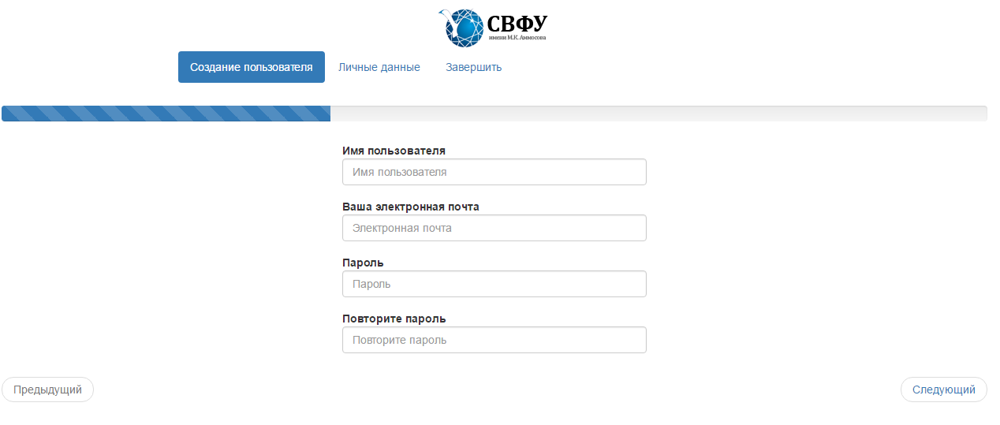 СВФУ
имени М.К. Аммосова
Создание пользователя Личные данные Завершить
Имя пользователя
Имя пользователя
Ваша электронная почта
Электронная почта
Пароль
Пароль
Повторите пароль
Повторите пароль
Предыдущий Следующий